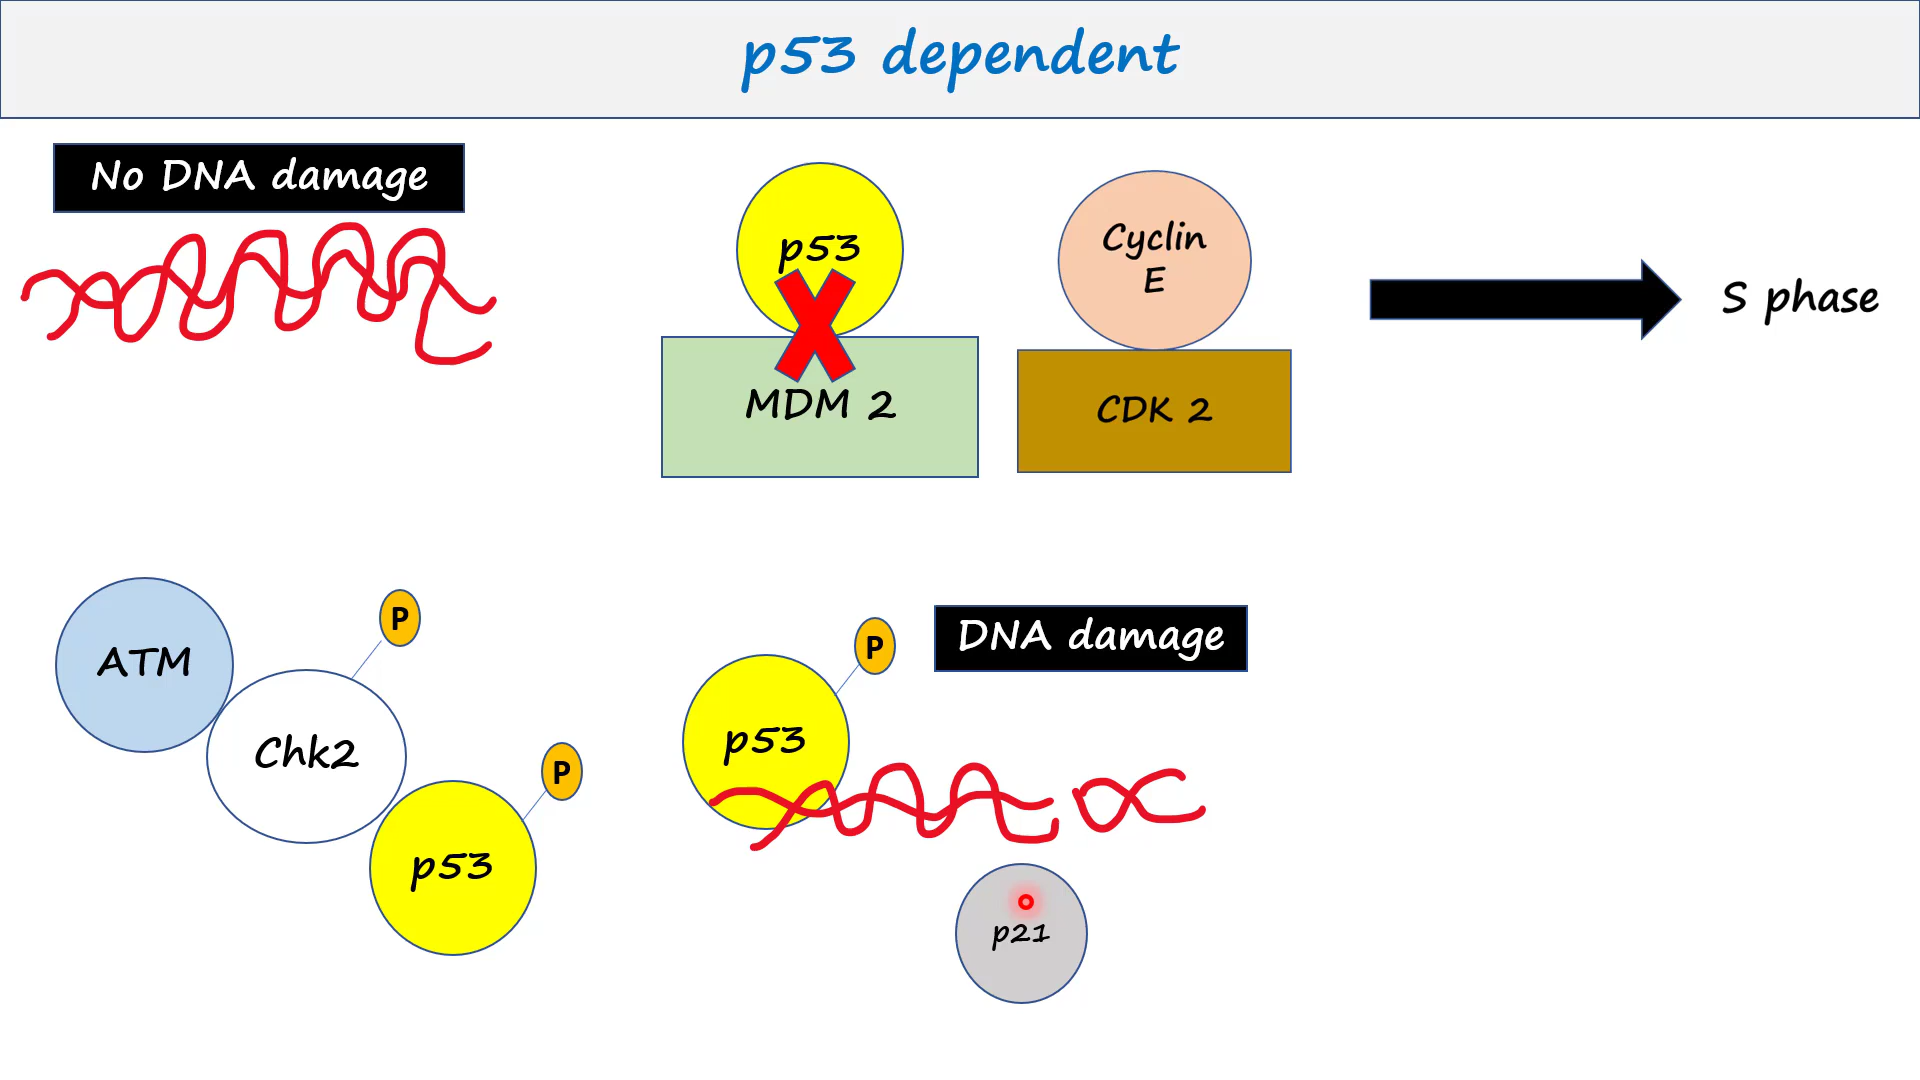 p53 dependent
No DNA damage
p53
MDM 2
Cyclin
E
CDK 2
S phase
ATM
Chk2
P
p53
P
p53
P
DNA damage
p21